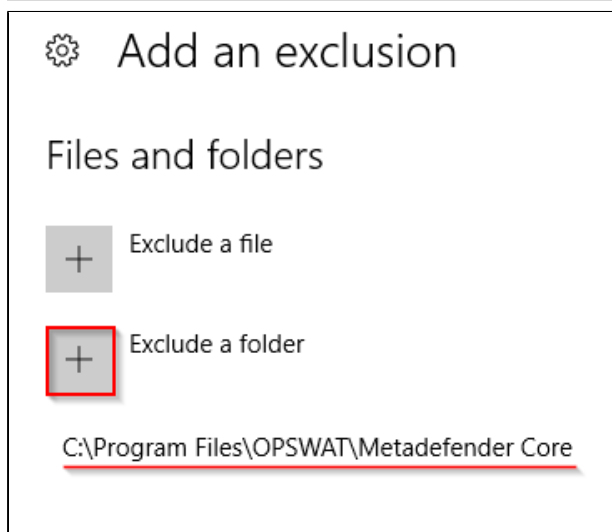 Add an exclusion
Files and folders
Exclude a file
Exclude a folder
C:\Program Files\OPSWAT\Metadefender Core